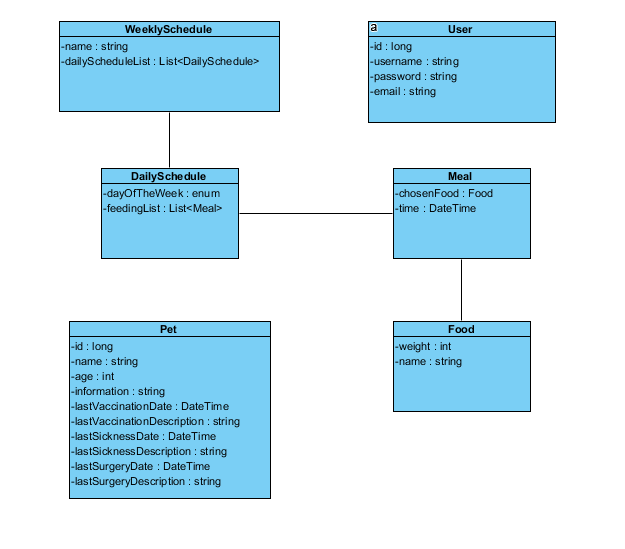 WeeklySchedule
-name : string
-dailyScheduleList : List<DailySchedule>
a
User
-id : long
-username : string
-password : string
-email : string
DailySchedule
-dayOfTheWeek : enum
-feedingList : List<Meal>
Meal
-chosenFood : Food
-time : DateTime
Pet
-id : long
-name : string
-age : int
-information : string
-lastVaccinationDate : DateTime
-lastVaccinationDescription : string
-lastSicknessDate : DateTime
-lastSicknessDescription : string
-lastSurgeryDate : DateTime
-lastSurgeryDescription : string
Food
-weight : int
-name : string